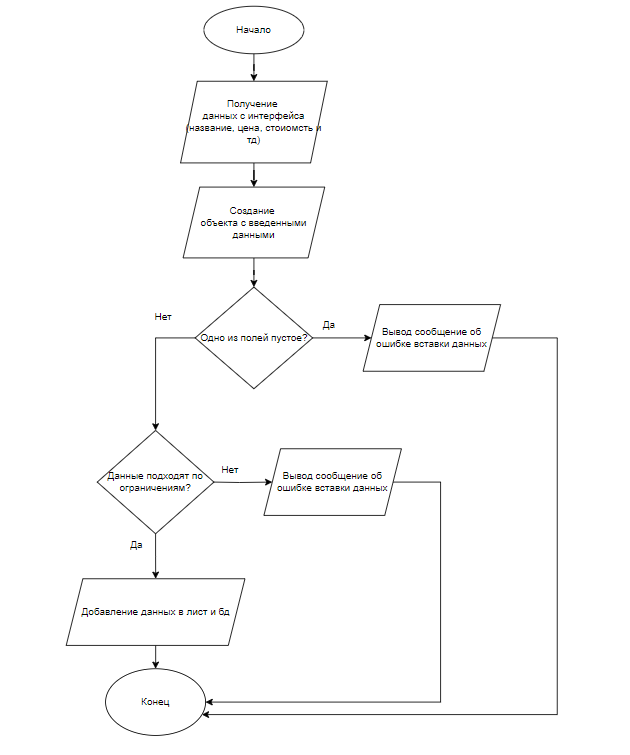 Начало
Получение
данных с интерфейса
(название, цена, стоиомсть и
тд)
Создание
объекта с введенными
данными
Нет
Одно из полей пустое?
Да
Вывод сообщение об
ошибке вставки данных
Данные подходят по
ограничениям?
Нет
Вывод сообщение об
ошибке вставки данных
Да
Добавление данных в лист и бд
Конец